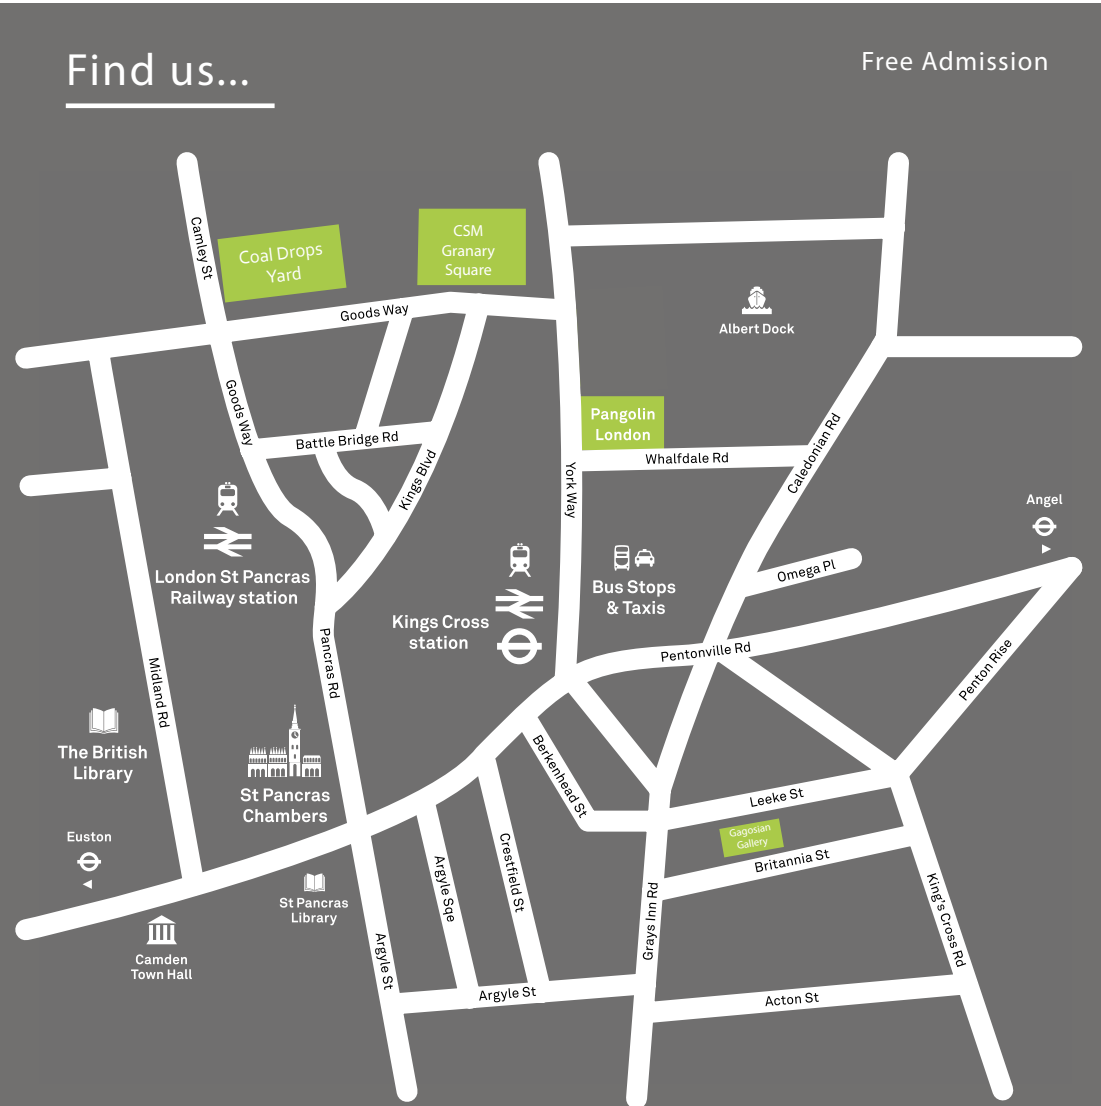 Find us...
Free Admission
Camley St
Coal Drops
Yard
CSM
Granary
Square
Goods Way
Albert Dock
Goods Way
Battle Bridge Rd
Kings Blvd
Pangolin
London
Whalfdale Rd
York Way
Caledonian Rd
Angel
London St Pancras
Railway station
Kings Cross
station
Bus Stops
& Taxis
Omega Pl
Pentonville Rd
Penton Rise
Midland Rd
Pancras Rd
The British
Library
St Pancras
Chambers
Berkenhead St
Leeke St
Gagosian
Gallery
Britannia St
Euston
St Pancras
Library
Camden
Town Hall
Argyle St
Argyle Sqe
Crestfield St
Grays Inn Rd
King's Cross Rd
Argyle St
Acton St